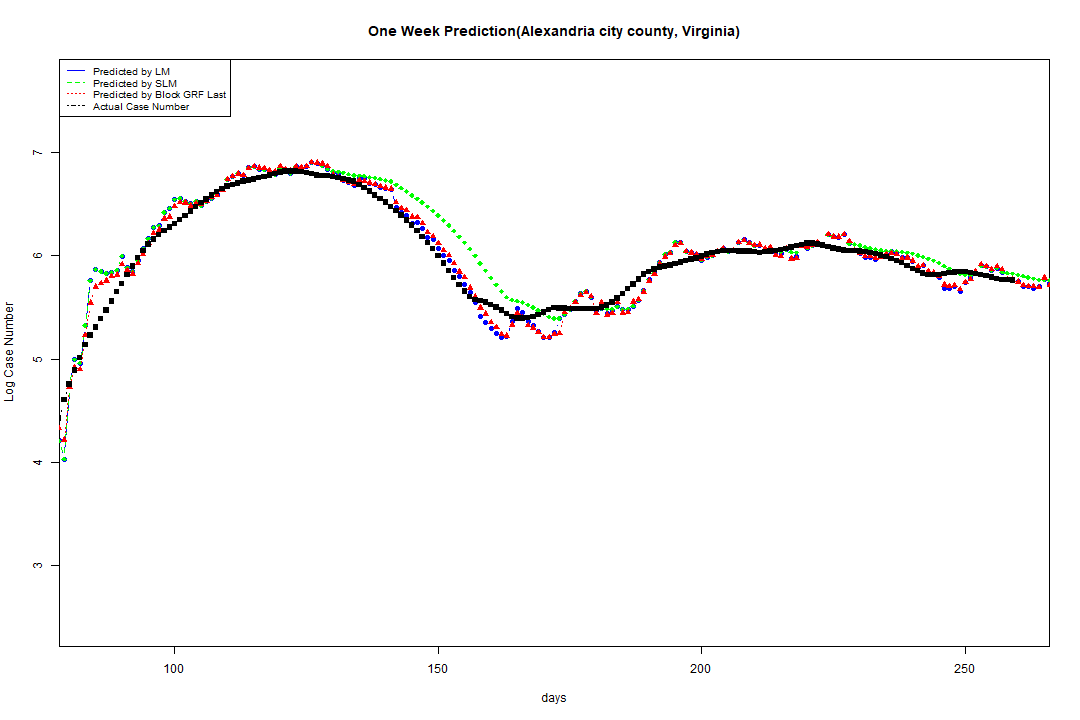 One Week Prediction(Alexandria city county, Virginia)
Predicted by LM
Predicted by SLM
Predicted by Block GRF Last
Actual Case Number
7
6
5
4
3
Log Case Number
100 150 200 250
days